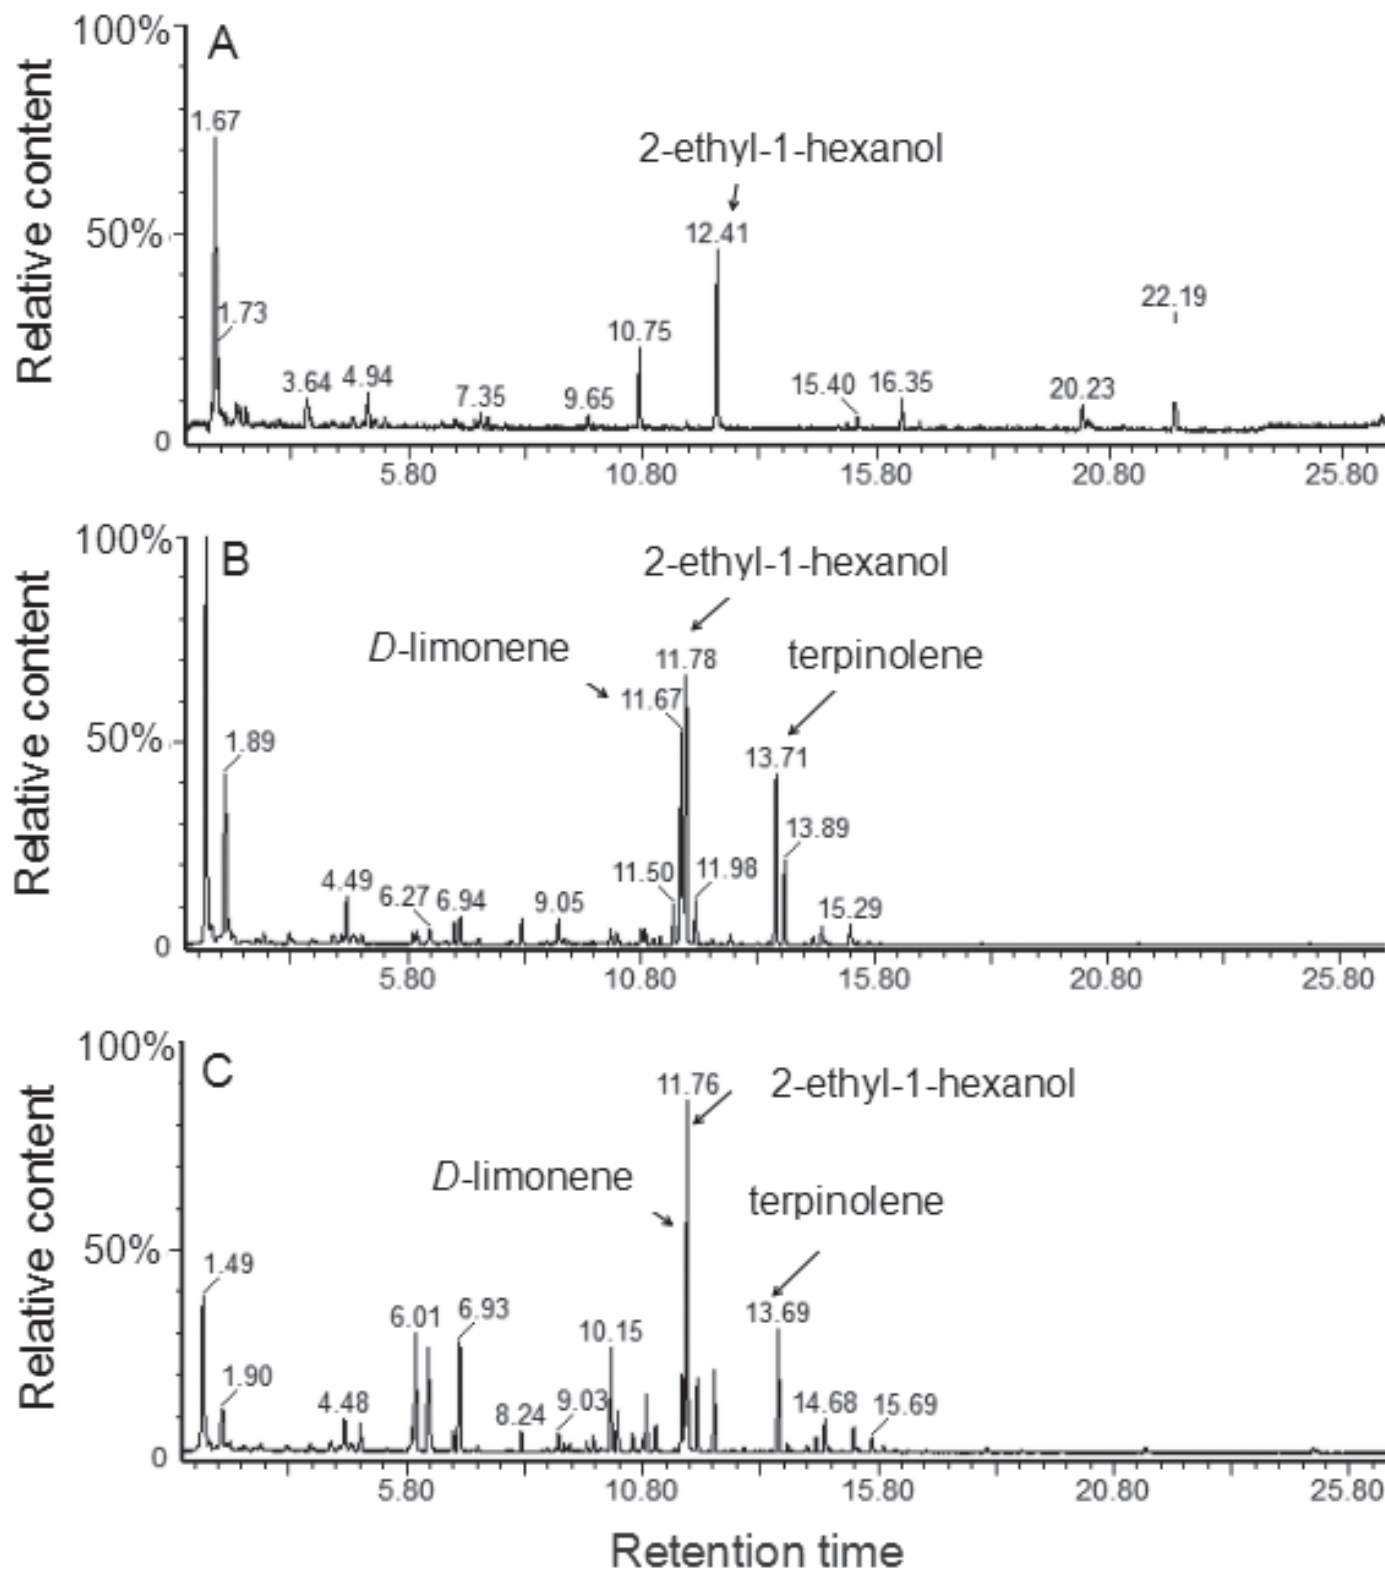 100%
A
Relative content
1.67
2-ethyl-1-hexanol
50%
12.41
1.73
22.19
10.75
3.64 4.94
7.35
9.65
15.40 16.35
20.23
0
5.80 10.80 15.80 20.80 25.80
100%
B
Relative content
2-ethyl-1-hexanol
D-limonene
terpinolene
11.78
11.67
50%
1.89
13.71
13.89
4.49 6.27 6.94
9.05
11.50 11.98
15.29
0
5.80 10.80 15.80 20.80 25.80
100%
C
Relative content
11.76 2-ethyl-1-hexanol
D-limonene
terpinolene
50%
1.49
6.01 6.93
10.15
13.69
1.90
4.48
8.24 9.03
14.68 15.69
0
5.80 10.80 15.80 20.80 25.80
Retention time